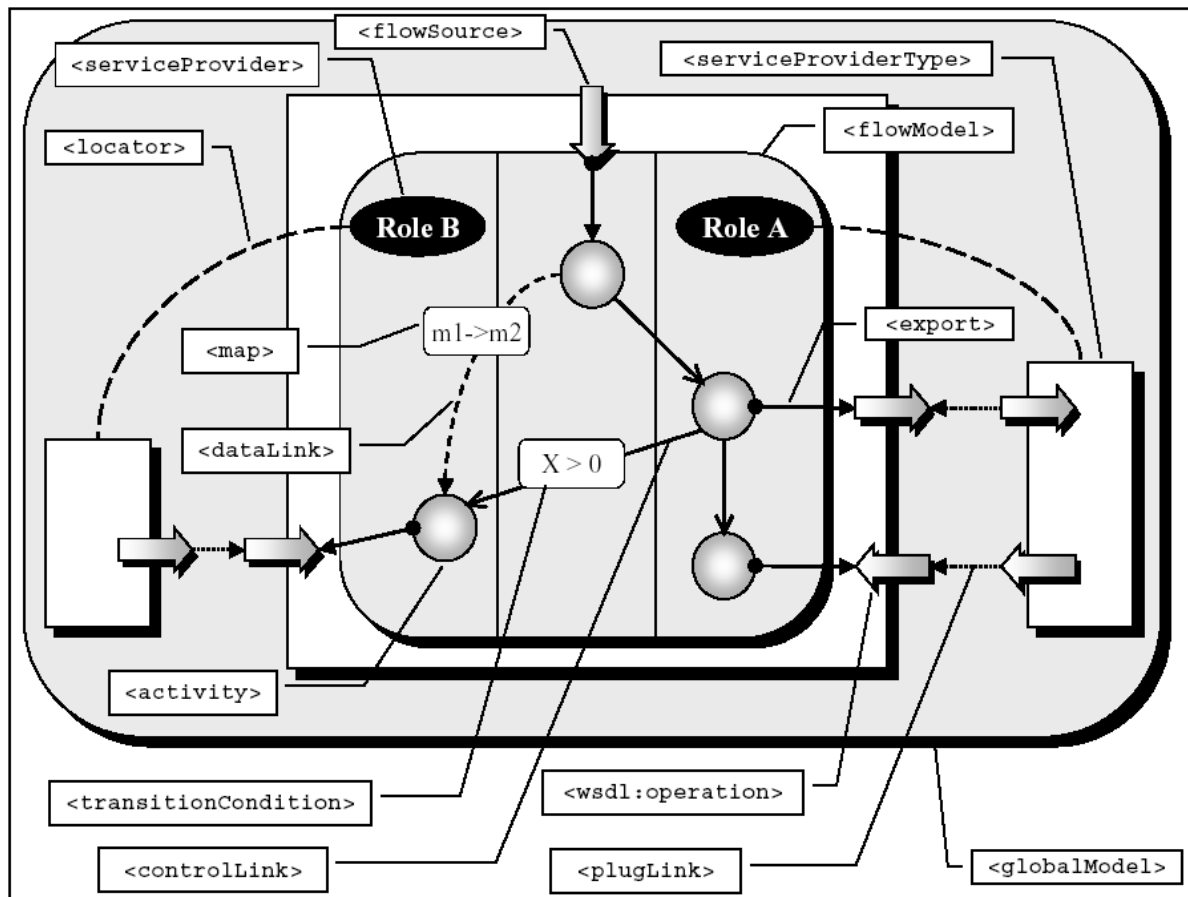 <flowSource>
<serviceProvider>
<serviceProviderType>
<flowModel>
<locator>
Role B
Role A
m1->m2
<map>
<export>
<dataLink>
X > 0
<activity>
<transitionCondition>
<wsdl:operation>
<controlLink>
<plugLink>
<globalModel>